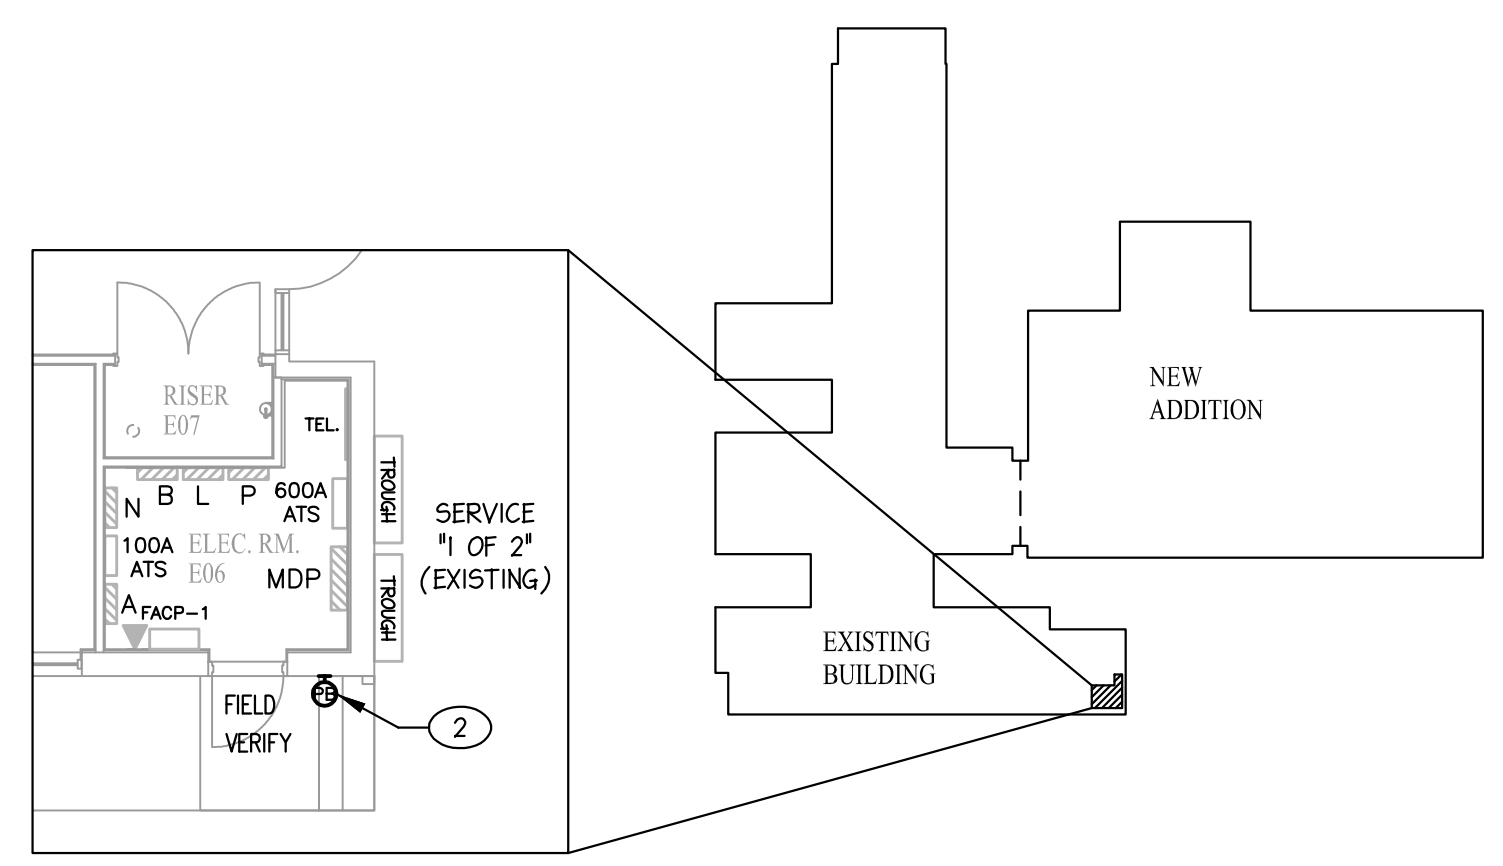 NEW
ADDITION
RISER
E07
TEL.
B L P
600A
ATS
N
100A
ATS
ELEC. RM.
E06
MDP
A
FACP-1
TROUGH
TROUGH
SERVICE
"1 OF 2"
(EXISTING)
EXISTING
BUILDING
FIELD
VERIFY
PB
2